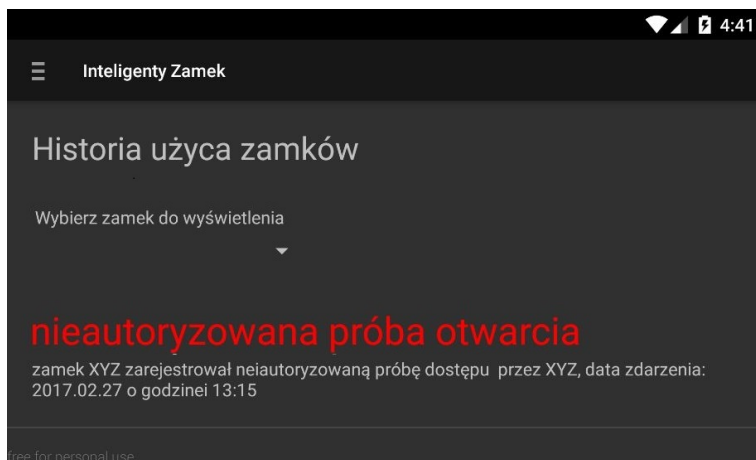 4:41
Inteligenty Zamek
Historia użyca zamków
Wybierz zamek do wyświetlenia
nieautoryzowana próba otwarcia
zamek XYZ zarejestrował neiautoryzowaną próbę dostępu przez XYZ, data zdarzenia:
2017.02.27 o godzinei 13:15
free for personal use